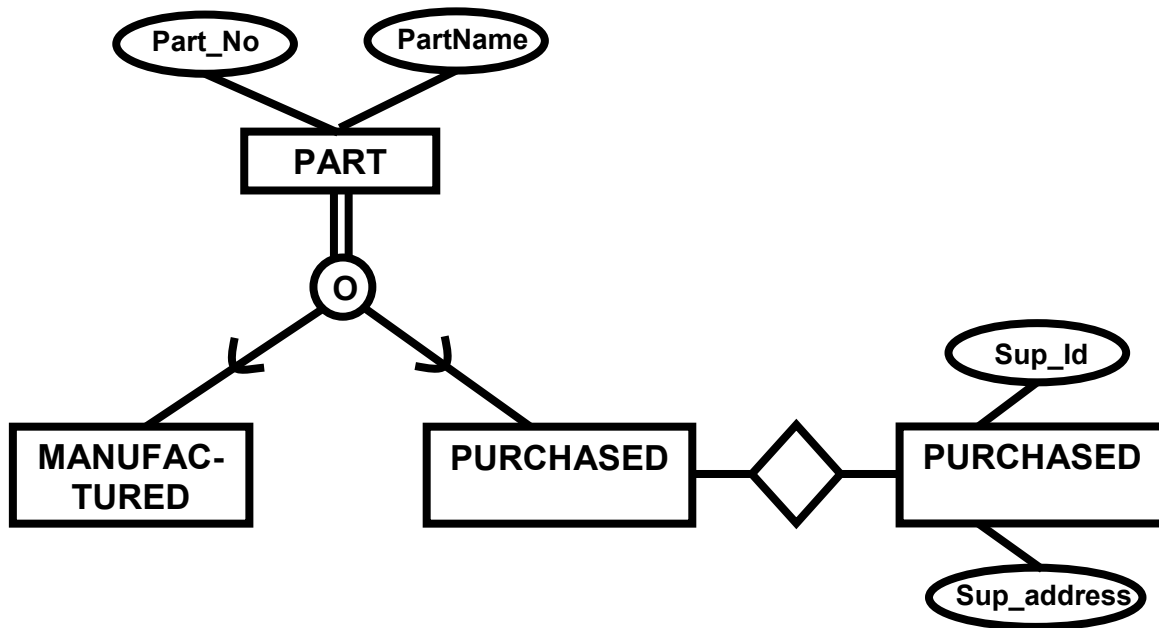 Part_No
PartName
PART
O
Sup_Id
MANUFAC-
TURED
PURCHASED
PURCHASED
Sup_address